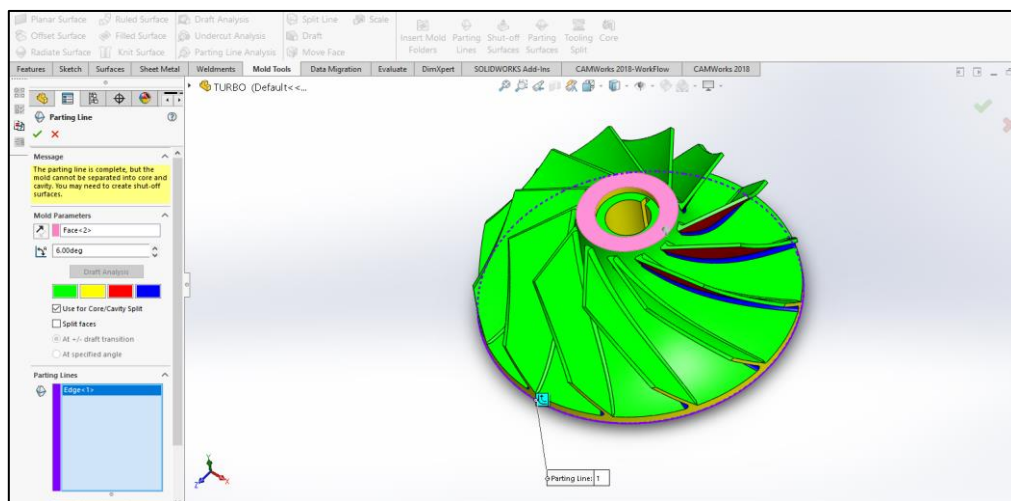 Planar Surface Ruled Surface Draft Analysis Split Line Scale
Offset Surface Filled Surface Undercut Analysis Draft Insert Mold Folders Parting Lines Shut-off Surfaces Parting Surfaces Tooling Split Core
Radiate Surface Knit Surface Parting Line Analysis Move Face
Features Sketch Surfaces Sheet Metal Weldments Mold Tools Data Migration Evaluate DimXpert SOLIDWORKS Add-Ins CAMWorks 2018-WorkFlow CAMWorks 2018
TURBO (Default<<...
Parting Line
Message
The parting line is complete, but the
mold cannot be separated into core and
cavity. You may need to create shut-off
surfaces.
Mold Parameters
Face<2>
6.00deg
Draft Analysis
Use for Core/Cavity Split
Split faces
At +/- draft transition
At specified angle
Parting Lines
Edge<1>
Parting Line: 1
Y
X
Z